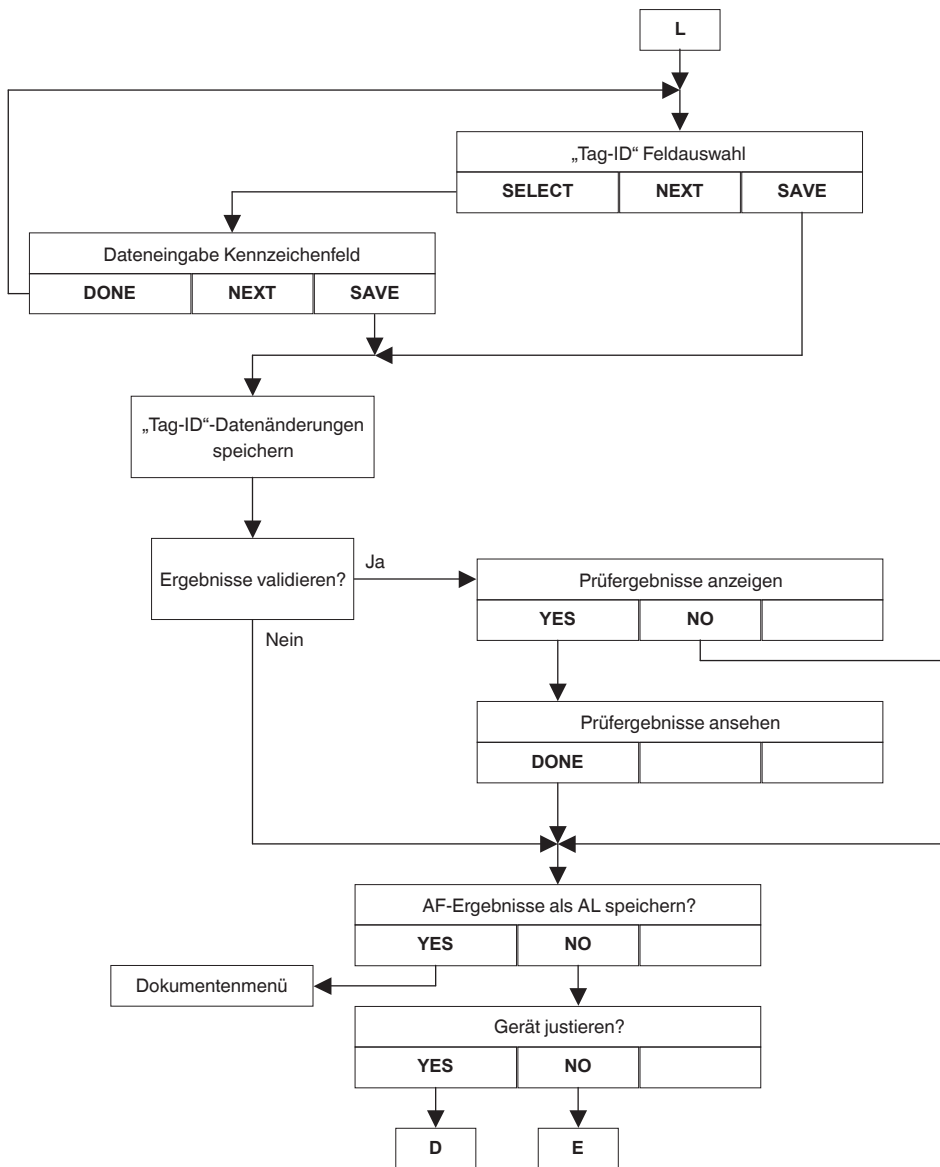 L
„Tag-ID“ Feldauswahl
SELECT NEXT SAVE
Dateneingabe Kennzeichenfeld
DONE NEXT SAVE
„Tag-ID“-Datenänderungen
speichern
Ergebnisse validieren?
Ja
Nein
Prüfergebnisse anzeigen
YES NO
Prüfergebnisse ansehen
DONE
AF-Ergebnisse als AL speichern?
YES NO
Dokumentenmenü
Gerät justieren?
YES NO
D E